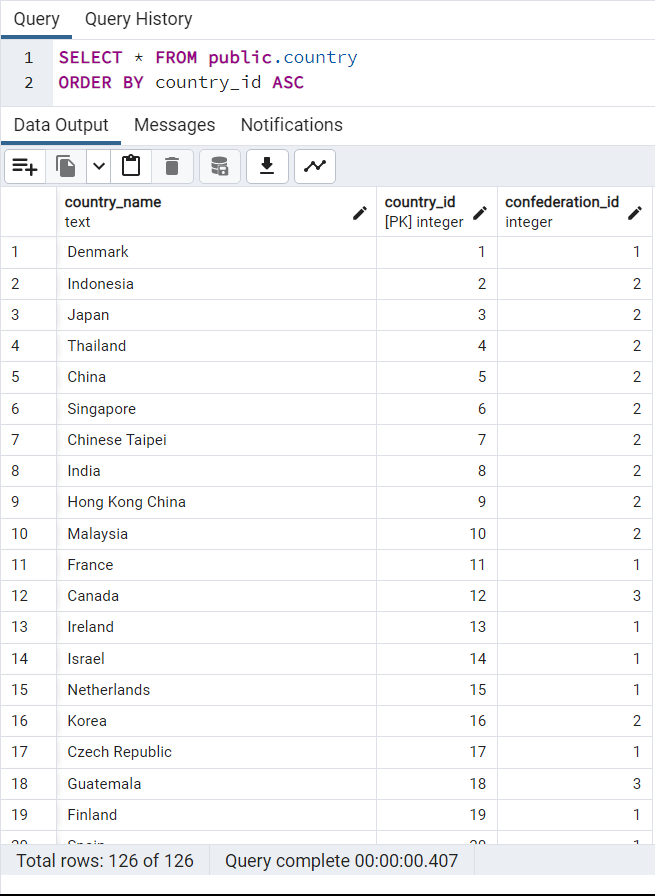 Query Query History
1 SELECT * FROM public.country
2 ORDER BY country_id ASC
Data Output Messages Notifications
country_name country_id confederation_id
text [PK] integer integer
1 Denmark 1 1
2 Indonesia 2 2
3 Japan 3 2
4 Thailand 4 2
5 China 5 2
6 Singapore 6 2
7 Chinese Taipei 7 2
8 India 8 2
9 Hong Kong China 9 2
10 Malaysia 10 2
11 France 11 1
12 Canada 12 3
13 Ireland 13 1
14 Israel 14 1
15 Netherlands 15 1
16 Korea 16 2
17 Czech Republic 17 1
18 Guatemala 18 3
19 Finland 19 1
20 Spain 20 1
Total rows: 126 of 126 Query complete 00:00:00.407